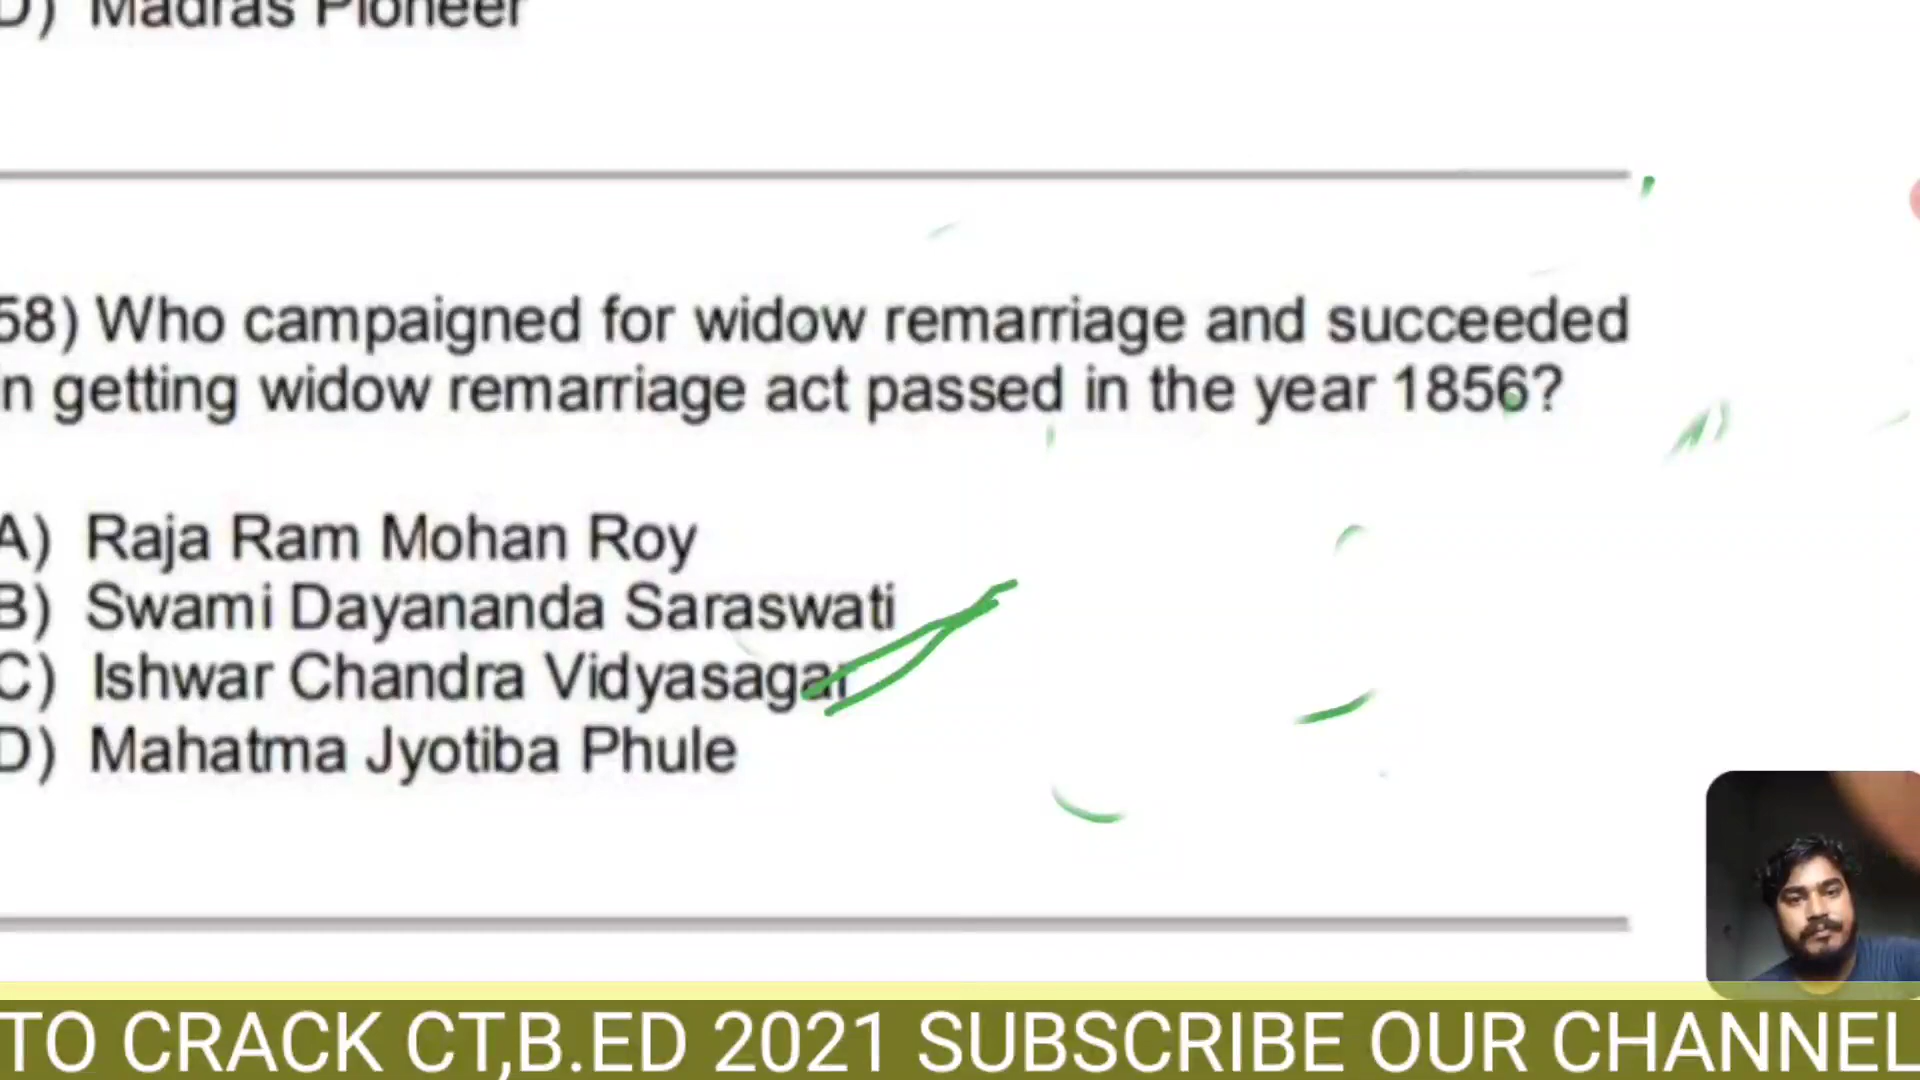 D) Madras Pioneer
58) Who campaigned for widow remarriage and succeeded
in getting widow remarriage act passed in the year 1856?
A) Raja Ram Mohan Roy
B) Swami Dayananda Saraswati
C) Ishwar Chandra Vidyasagar
D) Mahatma Jyotiba Phule
TO CRACK CT,B.ED 2021 SUBSCRIBE OUR CHANNEL